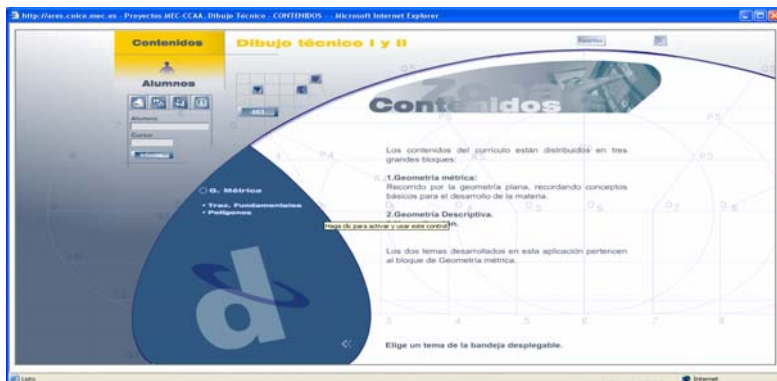 http://ares.cnice.mec.es - Proyectos MEC-CCAA. Dibujo Técnico - CONTENIDOS - - Microsoft Internet Explorer
Contenidos
Dibujo técnico I y II
Alumnos
Alumno
Curso
Zona
Contenidos
Los contenidos del currículo están distribuidos en tres
grandes bloques:
1.Geometría métrica:
Recorrido por la geometría plana, recordando conceptos
básicos para el desarrollo de la materia.
2.Geometría Descriptiva.
Haga clic para activar y usar este control
Los dos temas desarrollados en esta aplicación pertenecen
al bloque de Geometría métrica.
Elige un tema de la bandeja desplegable.
G. Métrica
• Traz. Fundamentales
• Polígonos
d
Listo
Internet